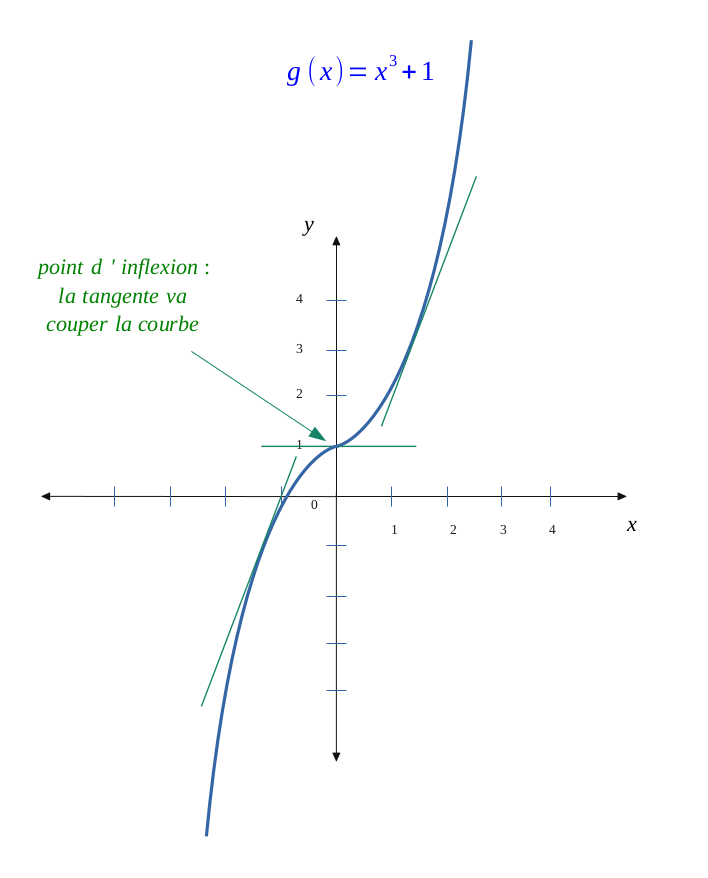 g (x) = x³ + 1
y
point d ' inflexion :
la tangente va
couper la courbe
4
3
2
1
0
x
1 2 3 4